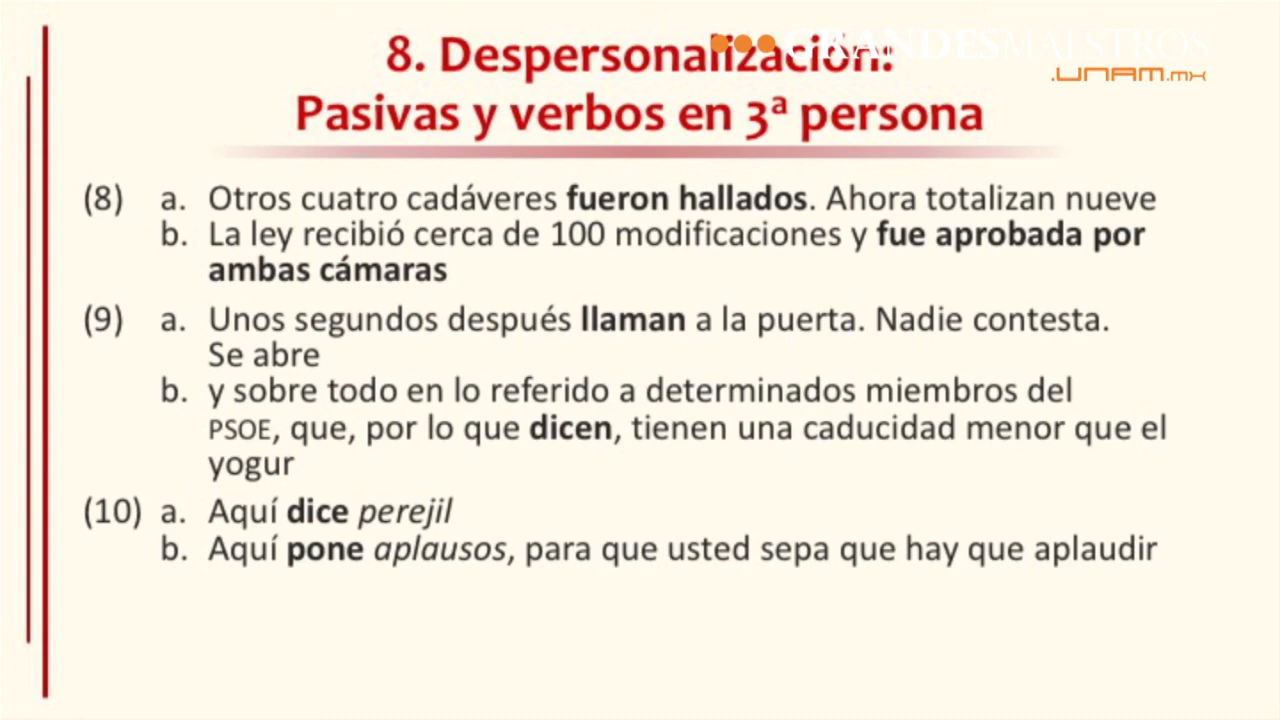 8. Despersonalización:
GRANDESMAESTROS
.UNAM.MX
Pasivas y verbos en 3ª persona
(8) a. Otros cuatro cadáveres fueron hallados. Ahora totalizan nueve
b. La ley recibió cerca de 100 modificaciones y fue aprobada por
ambas cámaras
(9) a. Unos segundos después llaman a la puerta. Nadie contesta.
Se abre
b. y sobre todo en lo referido a determinados miembros del
PSOE, que, por lo que dicen, tienen una caducidad menor que el
yogur
(10) a. Aquí dice perejil
b. Aquí pone aplausos, para que usted sepa que hay que aplaudir